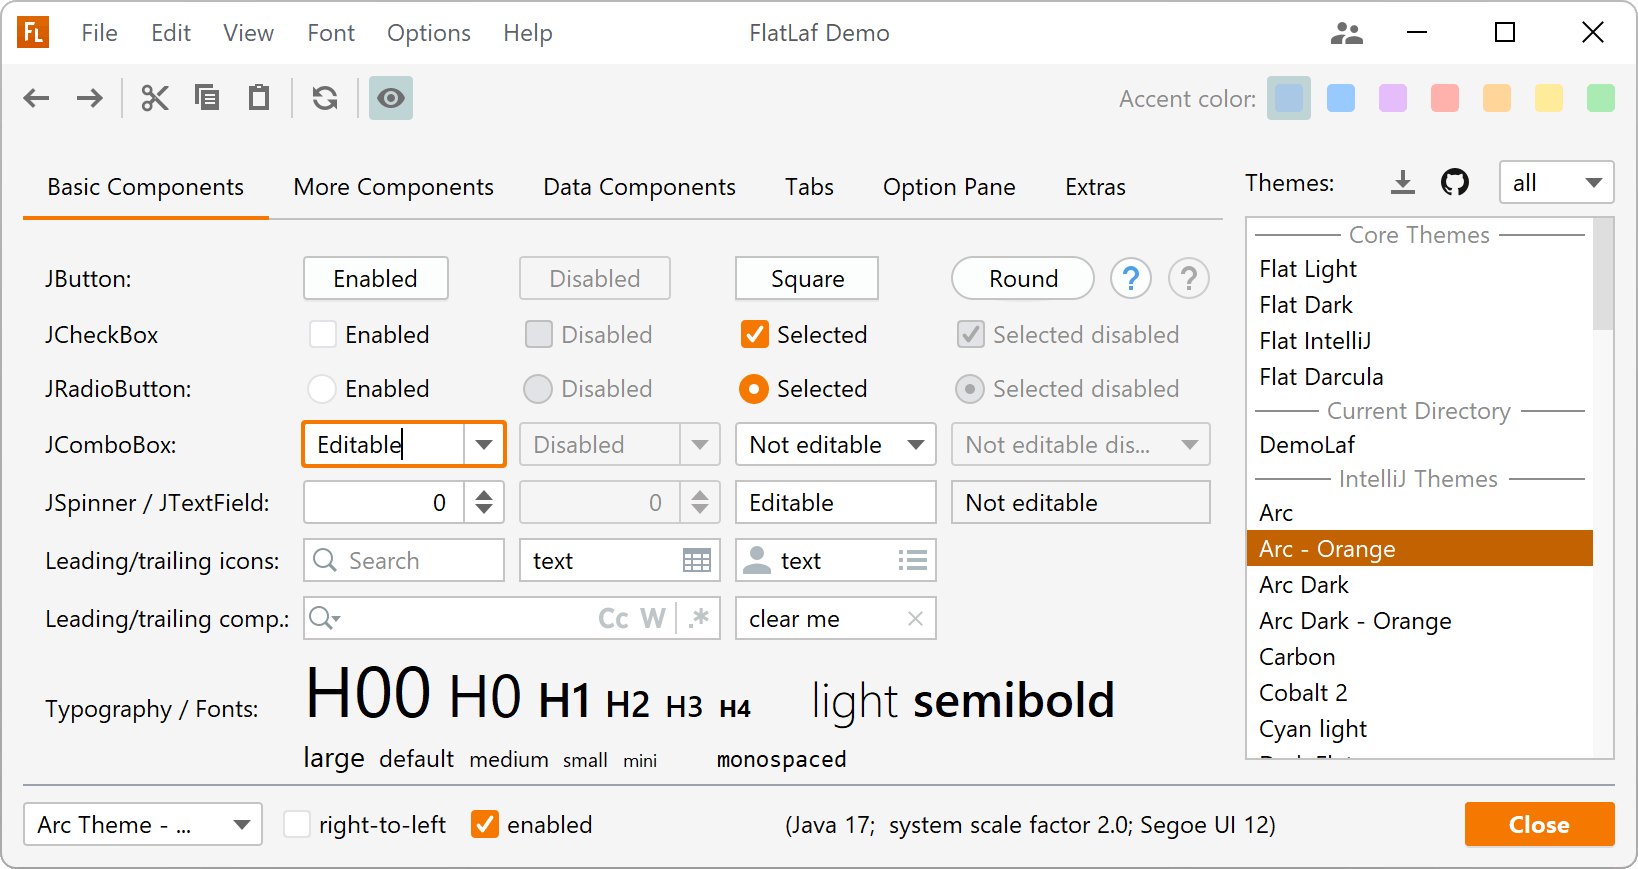 FL File Edit View Font Options Help FlatLaf Demo
Accent color:
Basic Components More Components Data Components Tabs Option Pane Extras
Themes: all
JButton: Enabled Disabled Square Round ? ?
JCheckBox Enabled Disabled Selected Selected disabled
JRadioButton: Enabled Disabled Selected Selected disabled
JComboBox: Editable Disabled Not editable Not editable dis...
JSpinner / JTextField: 0 0 Editable Not editable
Leading/trailing icons: Search text text
Leading/trailing comp.: Cc W .* clear me
Typography / Fonts: H00 H0 H1 H2 H3 H4 light semibold
large default medium small mini monospaced
Core Themes
Flat Light
Flat Dark
Flat IntelliJ
Flat Darcula
Current Directory
DemoLaf
IntelliJ Themes
Arc
Arc - Orange
Arc Dark
Arc Dark - Orange
Carbon
Cobalt 2
Cyan light
Arc Theme - ... right-to-left enabled (Java 17;  system scale factor 2.0; Segoe UI 12) Close